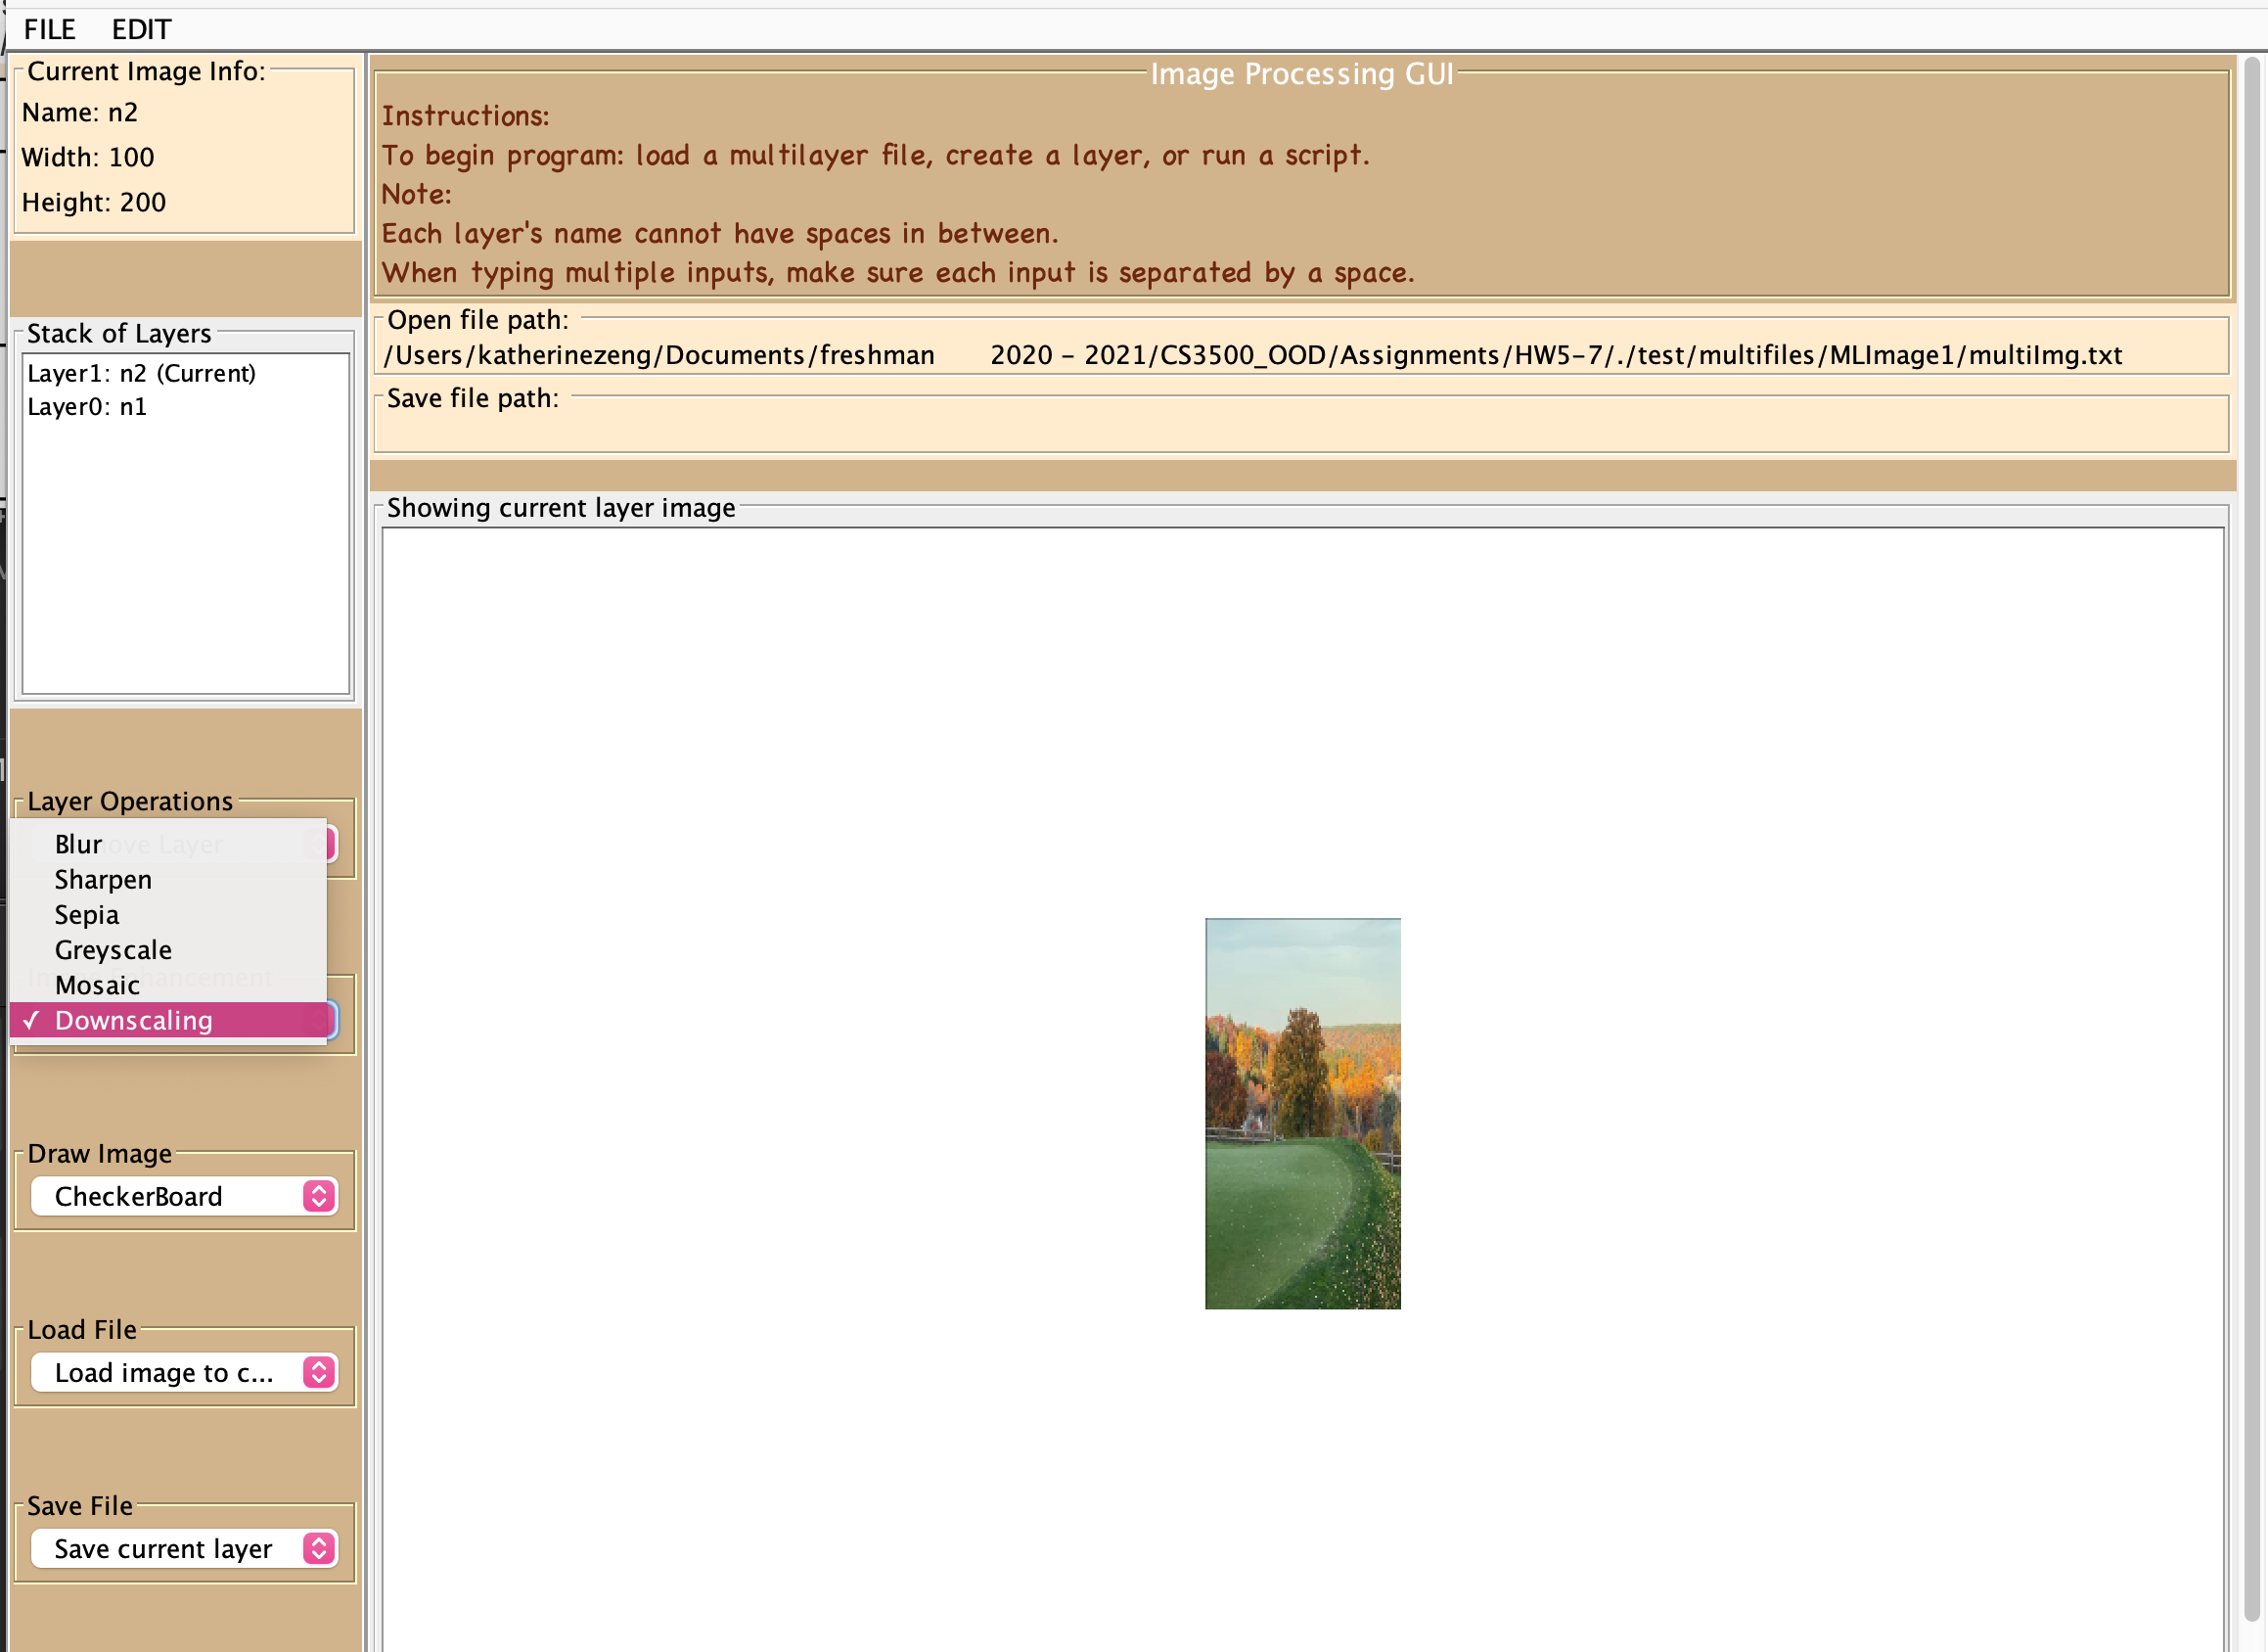 FILE EDIT
Current Image Info:
Name: n2
Width: 100
Height: 200
Stack of Layers
Layer1: n2 (Current)
Layer0: n1
Layer Operations
Blur
Sharpen
Sepia
Greyscale
Mosaic
✓ Downscaling
Draw Image
CheckerBoard
Load File
Load image to c...
Save File
Save current layer
Image Processing GUI
Instructions:
To begin program: load a multilayer file, create a layer, or run a script.
Note:
Each layer's name cannot have spaces in between.
When typing multiple inputs, make sure each input is separated by a space.
Open file path:
/Users/katherinezeng/Documents/freshman 2020 - 2021/CS3500_OOD/Assignments/HW5-7/./test/multifiles/MLImage1/multiImg.txt
Save file path:
Showing current layer image